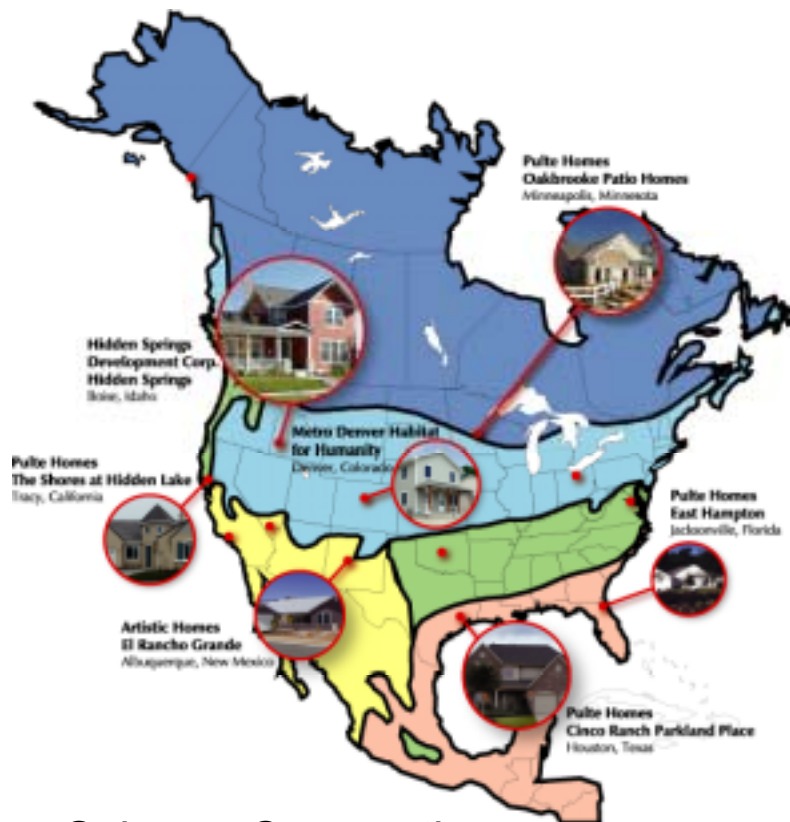 Pulte Homes
Oakbrooke Patio Homes
Minneapolis, Minnesota
Hidden Springs
Development Corp.
Hidden Springs
Boise, Idaho
Metro Denver Habitat
for Humanity
Denver, Colorado
Pulte Homes
The Shores at Hidden Lake
Tracy, California
Pulte Homes
East Hampton
Jacksonville, Florida
Artistic Homes
El Rancho Grande
Albuquerque, New Mexico
Pulte Homes
Cinco Ranch Parkland Place
Houston, Texas